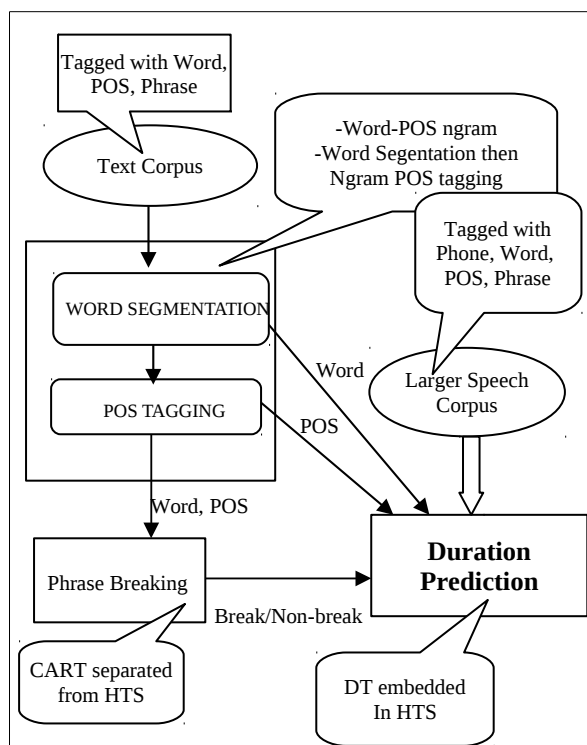 Tagged with Word,
POS, Phrase
Text Corpus
-Word-POS ngram
-Word Segentation then
Ngram POS tagging
Tagged with
Phone, Word,
POS, Phrase
WORD SEGMENTATION
POS TAGGING
Word
POS
Larger Speech
Corpus
Word, POS
Phrase Breaking
Break/Non-break
Duration
Prediction
CART separated
from HTS
DT embedded
In HTS